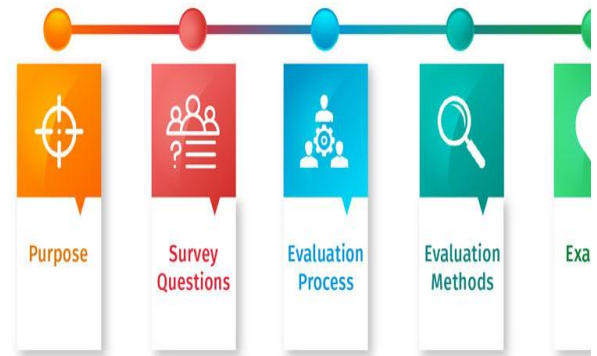 Purpose
Survey
Questions
Evaluation
Process
Evaluation
Methods